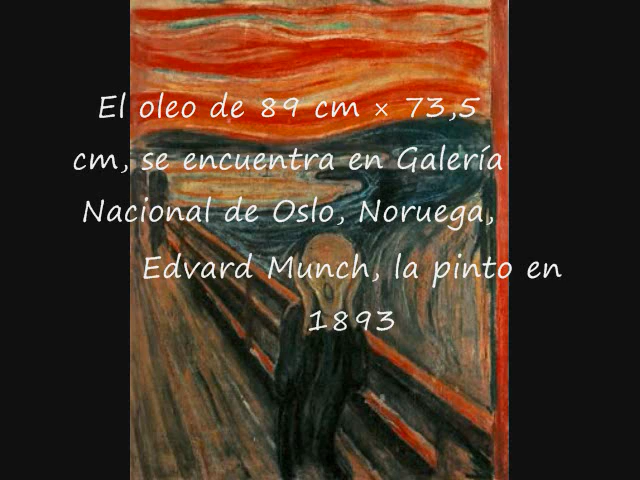 El oleo de 89 cm × 73,5
cm, se encuentra en Galería
Nacional de Oslo, Noruega,
Edvard Munch, la pinto en
1893